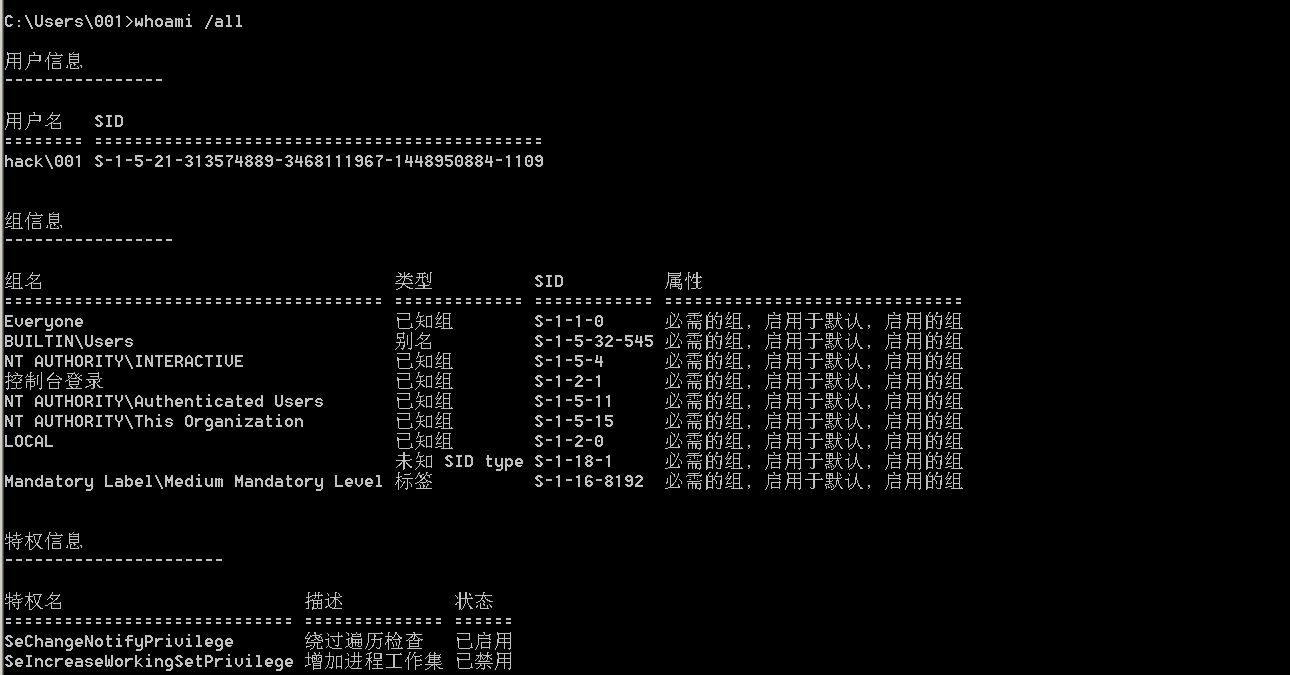 C:\Users\001>whoami /all
用户信息
----------------
用户名   SID
======== =============================================
hack\001 S-1-5-21-313574889-3468111967-1448950884-1109
组信息
-----------------
组名                                   类型          SID          属性
====================================== ============= ============ ==============================
Everyone                               已知组        S-1-1-0      必需的组, 启用于默认, 启用的组
BUILTIN\Users                          别名          S-1-5-32-545 必需的组, 启用于默认, 启用的组
NT AUTHORITY\INTERACTIVE               已知组        S-1-5-4      必需的组, 启用于默认, 启用的组
控制台登录                             已知组        S-1-2-1      必需的组, 启用于默认, 启用的组
NT AUTHORITY\Authenticated Users       已知组        S-1-5-11     必需的组, 启用于默认, 启用的组
NT AUTHORITY\This Organization         已知组        S-1-5-15     必需的组, 启用于默认, 启用的组
LOCAL                                  已知组        S-1-2-0      必需的组, 启用于默认, 启用的组
                                       未知 SID type S-1-18-1     必需的组, 启用于默认, 启用的组
Mandatory Label\Medium Mandatory Level 标签          S-1-16-8192  必需的组, 启用于默认, 启用的组
特权信息
----------------------
特权名                        描述           状态
============================= ============== ======
SeChangeNotifyPrivilege       绕过遍历检查   已启用
SeIncreaseWorkingSetPrivilege 增加进程工作集 已禁用